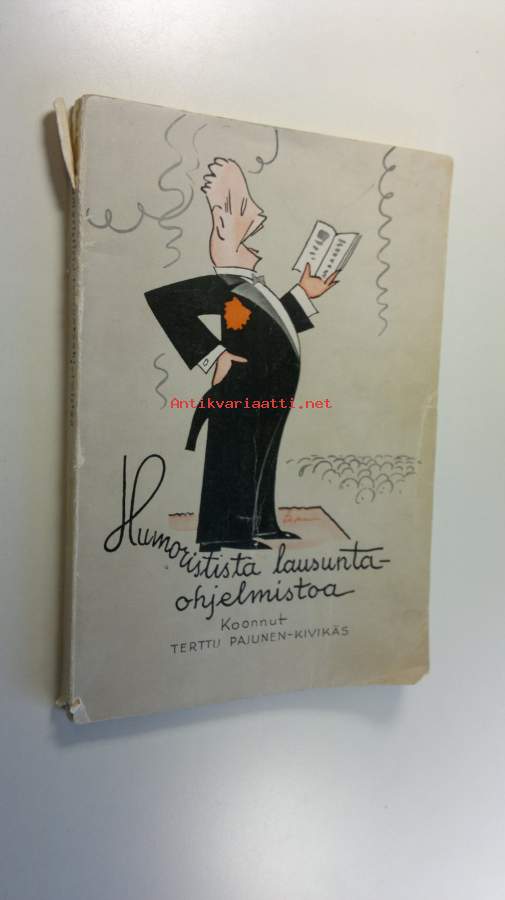 Antikvariaatti.net
Humoristista lausunta-
ohjelmistoa
Koonnut
TERTTU PAJUNEN-KIVIKÄS